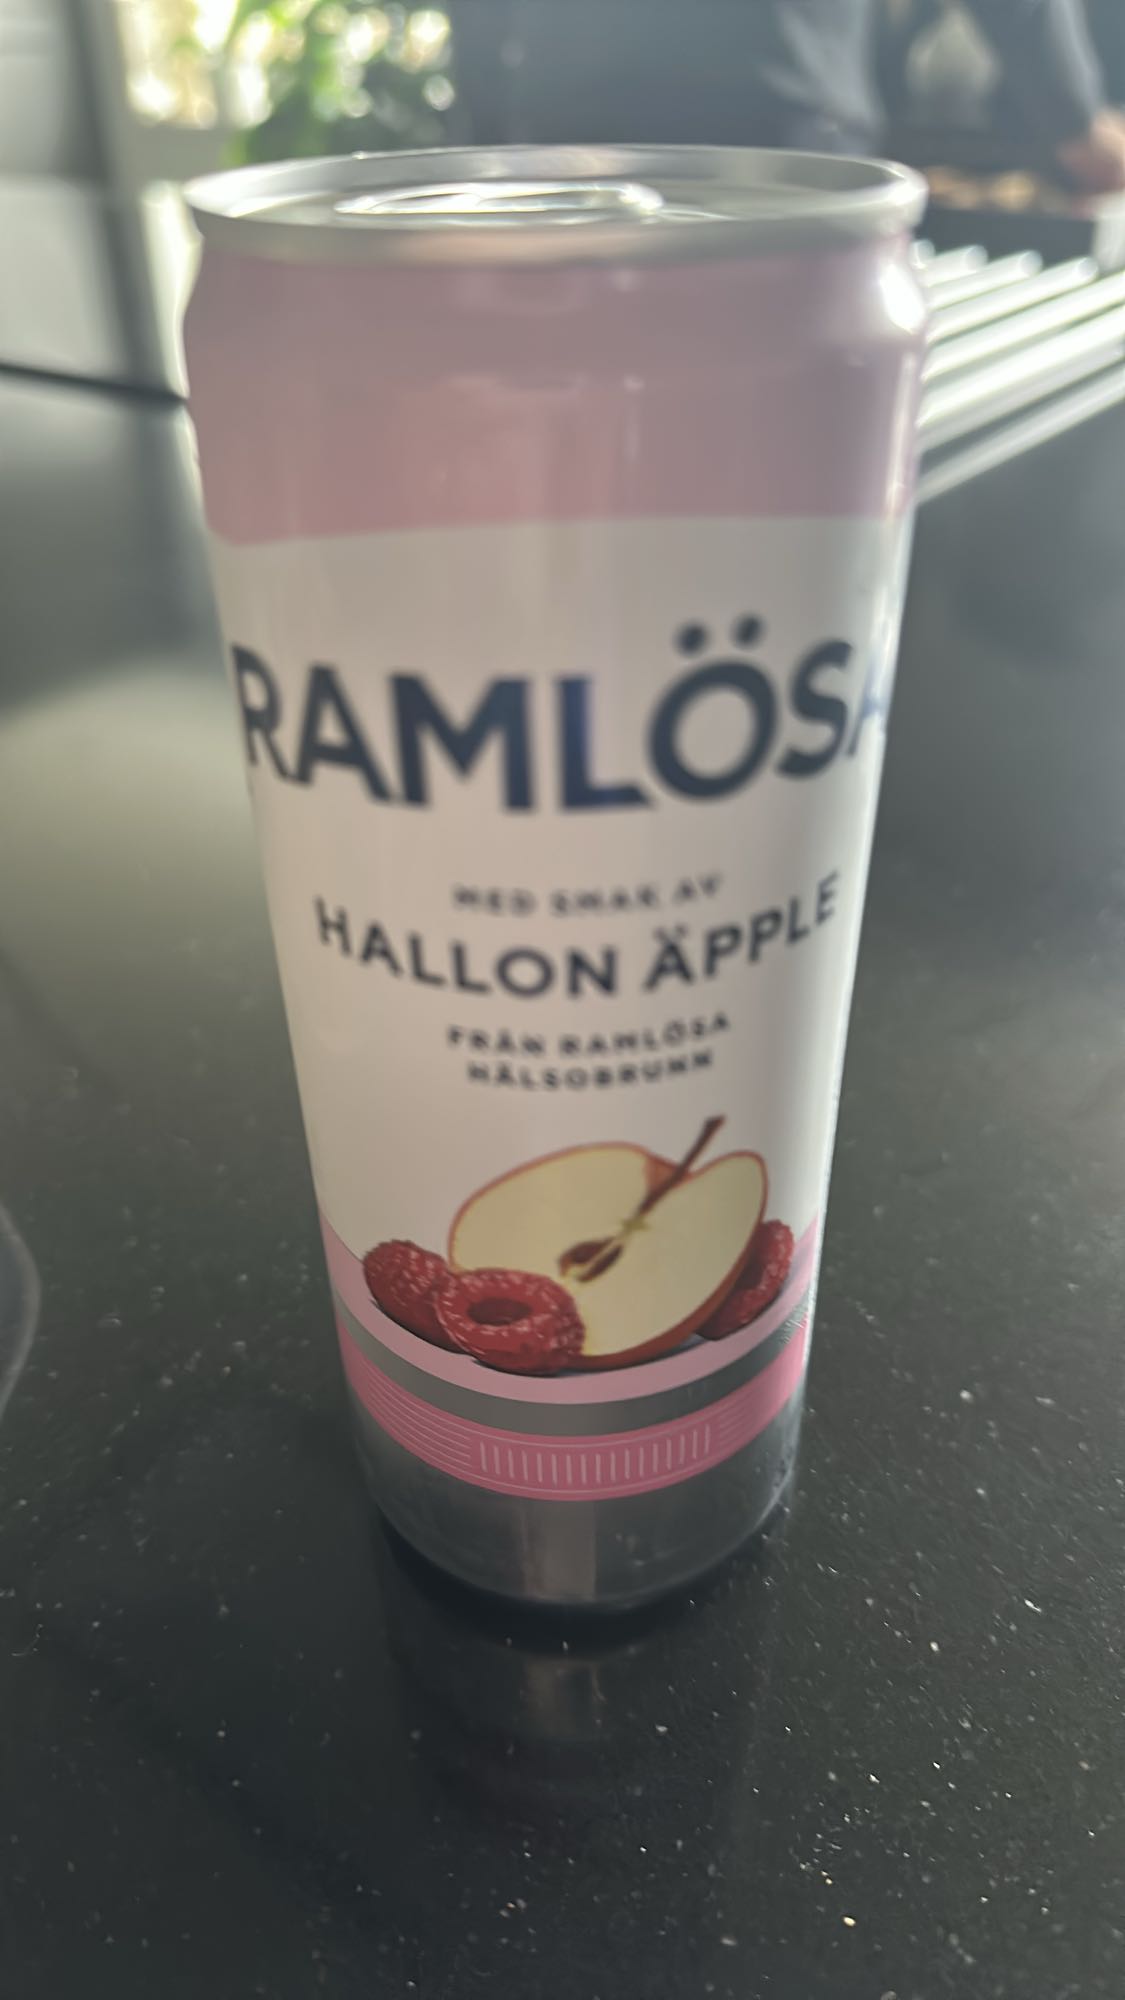 RAMLÖSA
MED SMAK AV
HALLON ÄPPLE
FRÅN RAMLÖSA
HÄLSOBRUNN